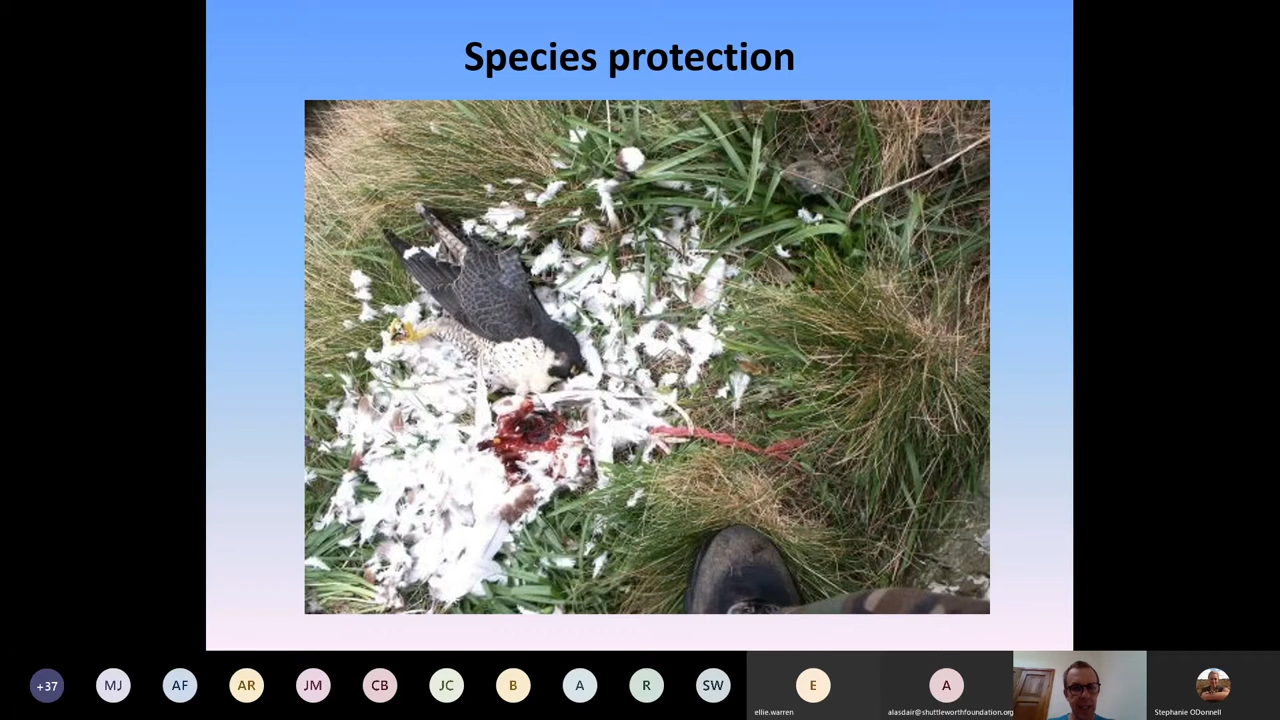 Species protection
+37
MJ
AF
AR
JM
CB
JC
B
A
R
SW
E
A
ellie.warren
alasdair@shuttleworthfoundation.org
Stephanie ODonnell